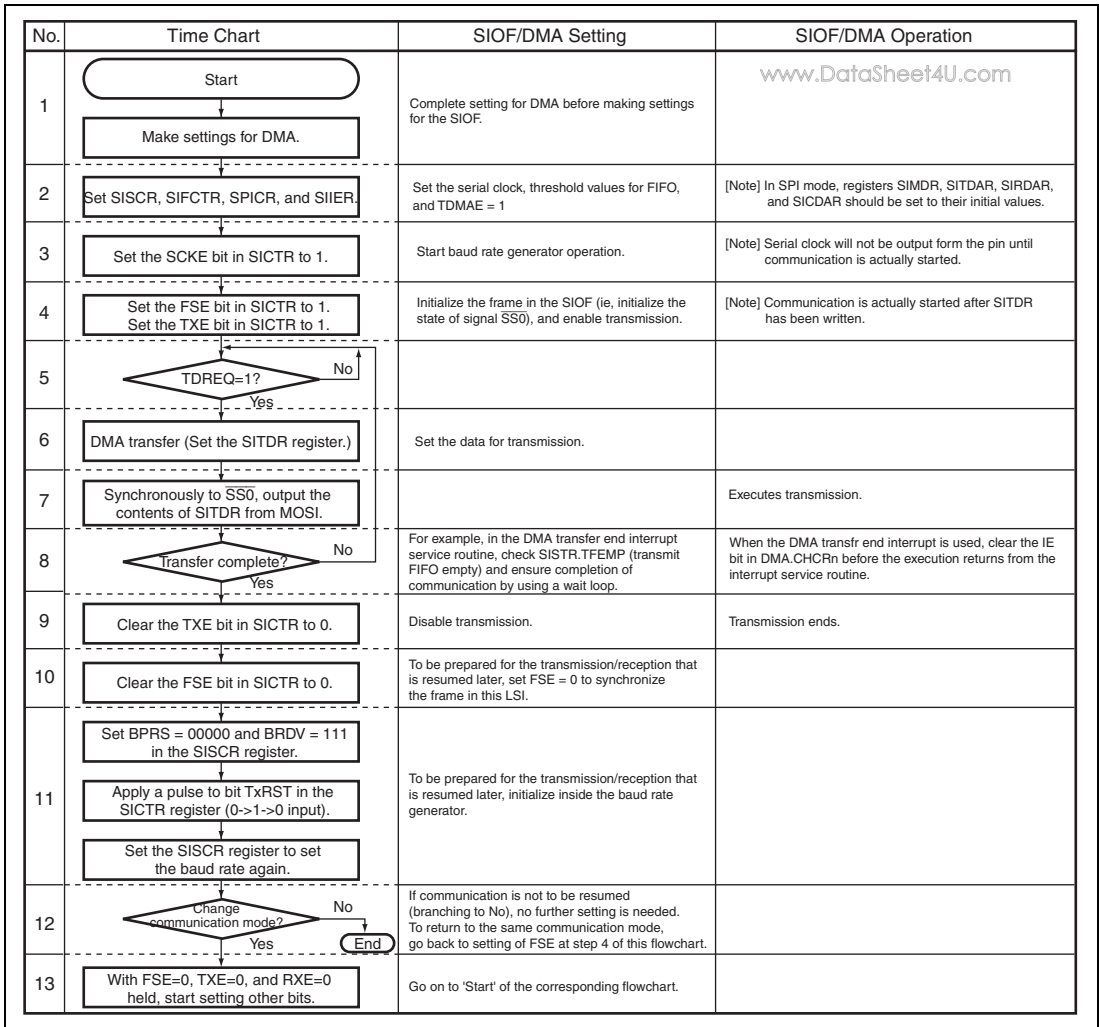 No. Time Chart SIOF/DMA Setting SIOF/DMA Operation
www.DataSheet4U.com
1
Start
Make settings for DMA.
Complete setting for DMA before making settings
for the SIOF.
2
Set SISCR, SIFCTR, SPICR, and SIIER.
Set the serial clock, threshold values for FIFO,
and TDMAE = 1
[Note] In SPI mode, registers SIMDR, SITDAR, SIRDAR,
and SICDAR should be set to their initial values.
3
Set the SCKE bit in SICTR to 1.
Start baud rate generator operation.
[Note] Serial clock will not be output form the pin until
communication is actually started.
4
Set the FSE bit in SICTR to 1.
Set the TXE bit in SICTR to 1.
Initialize the frame in the SIOF (ie, initialize the
state of signal S̅S̅0̅), and enable transmission.
[Note] Communication is actually started after SITDR
has been written.
5
TDREQ=1?
No
Yes
6
DMA transfer (Set the SITDR register.)
Set the data for transmission.
7
Synchronously to S̅S̅0̅, output the
contents of SITDR from MOSI.
Executes transmission.
8
Transfer complete?
No
Yes
For example, in the DMA transfer end interrupt
service routine, check SISTR.TFEMP (transmit
FIFO empty) and ensure completion of
communication by using a wait loop.
When the DMA transfr end interrupt is used, clear the IE
bit in DMA.CHCRn before the execution returns from the
interrupt service routine.
9
Clear the TXE bit in SICTR to 0.
Disable transmission.
Transmission ends.
10
Clear the FSE bit in SICTR to 0.
To be prepared for the transmission/reception that
is resumed later, set FSE = 0 to synchronize
the frame in this LSI.
11
Set BPRS = 00000 and BRDV = 111
in the SISCR register.
Apply a pulse to bit TxRST in the
SICTR register (0->1->0 input).
Set the SISCR register to set
the baud rate again.
To be prepared for the transmission/reception that
is resumed later, initialize inside the baud rate
generator.
12
Change
communication mode?
No
Yes
End
If communication is not to be resumed
(branching to No), no further setting is needed.
To return to the same communication mode,
go back to setting of FSE at step 4 of this flowchart.
13
With FSE=0, TXE=0, and RXE=0
held, start setting other bits.
Go on to 'Start' of the corresponding flowchart.